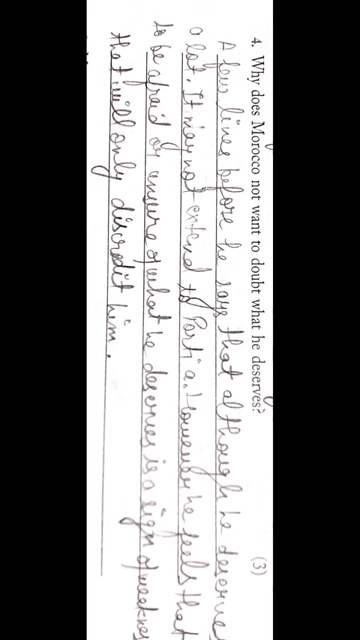 4. Why does Morocco not want to doubt what he deserves? (3)
A few lines before he says that although he deserves
a lot. It may not extend to Portia. However he feels that
to be afraid or unsure of what he deserves is a sign of weaknes
that will only discredit him.